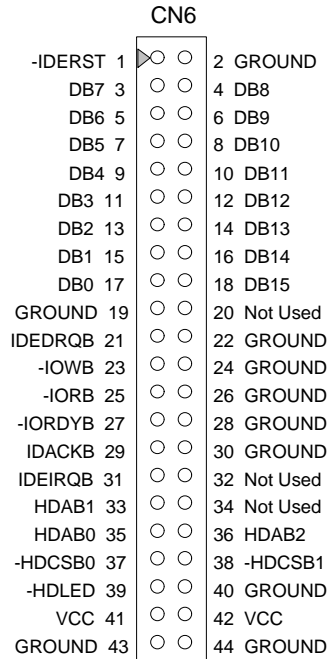 CN6
-IDERST 1 2 GROUND
DB7 3 4 DB8
DB6 5 6 DB9
DB5 7 8 DB10
DB4 9 10 DB11
DB3 11 12 DB12
DB2 13 14 DB13
DB1 15 16 DB14
DB0 17 18 DB15
GROUND 19 20 Not Used
IDEDRQB 21 22 GROUND
-IOWB 23 24 GROUND
-IORB 25 26 GROUND
-IORDYB 27 28 GROUND
IDACKB 29 30 GROUND
IDEIRQB 31 32 Not Used
HDAB1 33 34 Not Used
HDAB0 35 36 HDAB2
-HDCSB0 37 38 -HDCSB1
-HDLED 39 40 GROUND
VCC 41 42 VCC
GROUND 43 44 GROUND